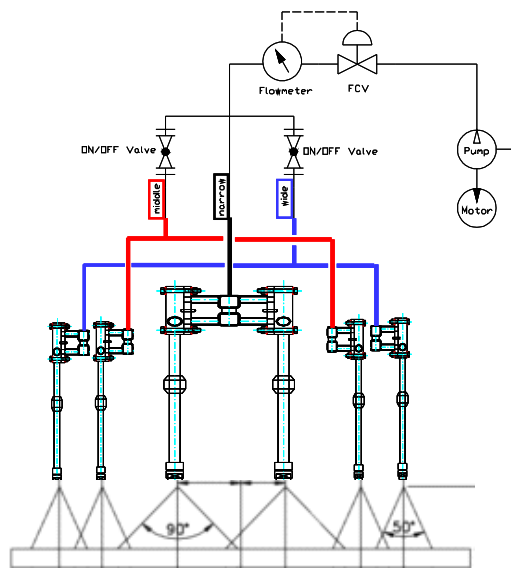 Flowmeter
FCV
ON/OFF Valve
ON/OFF Valve
Pump
middle
narrow
wide
Motor
90°
50°